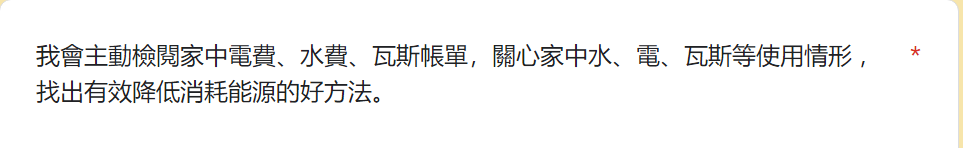 我會主動檢閱家中電費、水費、瓦斯帳單，關心家中水、電、瓦斯等使用情形， *
找出有效降低消耗能源的好方法。